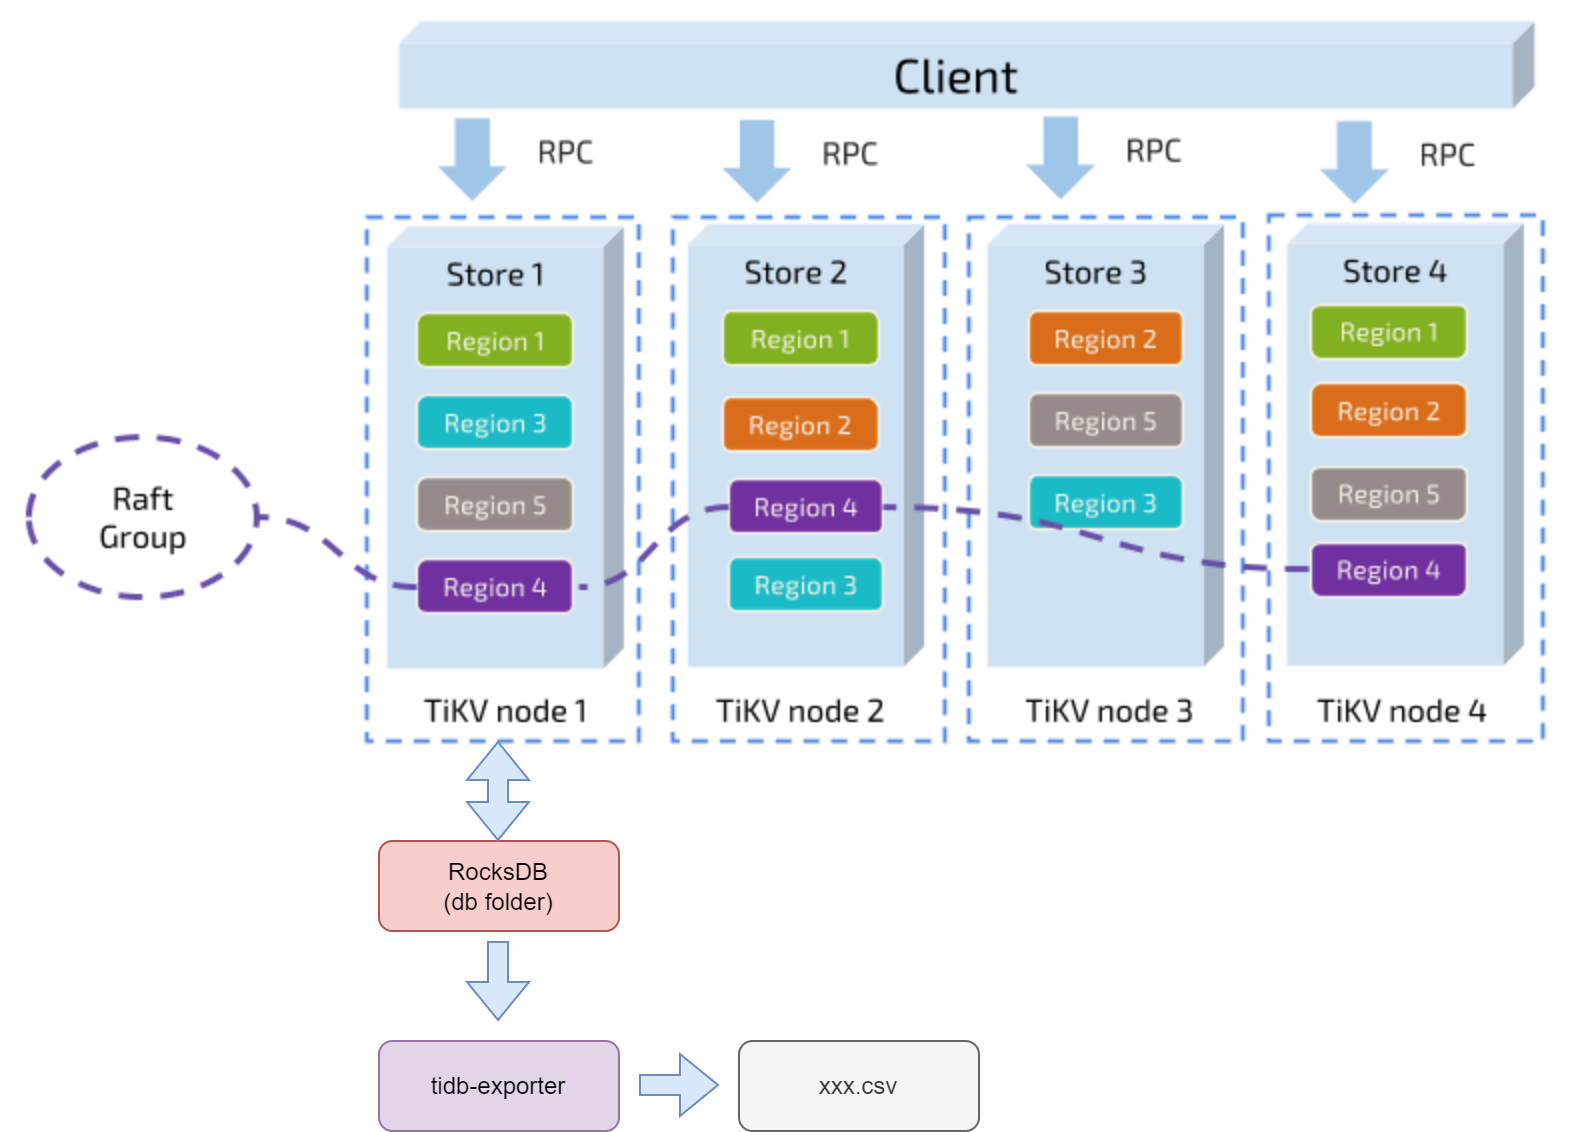 Client
RPC
RPC
RPC
RPC
Store 1
Region 1
Region 3
Region 5
Region 4
TiKV node 1
Store 2
Region 1
Region 2
Region 4
Region 3
TiKV node 2
Store 3
Region 2
Region 5
Region 3
TiKV node 3
Store 4
Region 1
Region 2
Region 5
Region 4
TiKV node 4
Raft
Group
RocksDB
(db folder)
tidb-exporter
xxx.csv